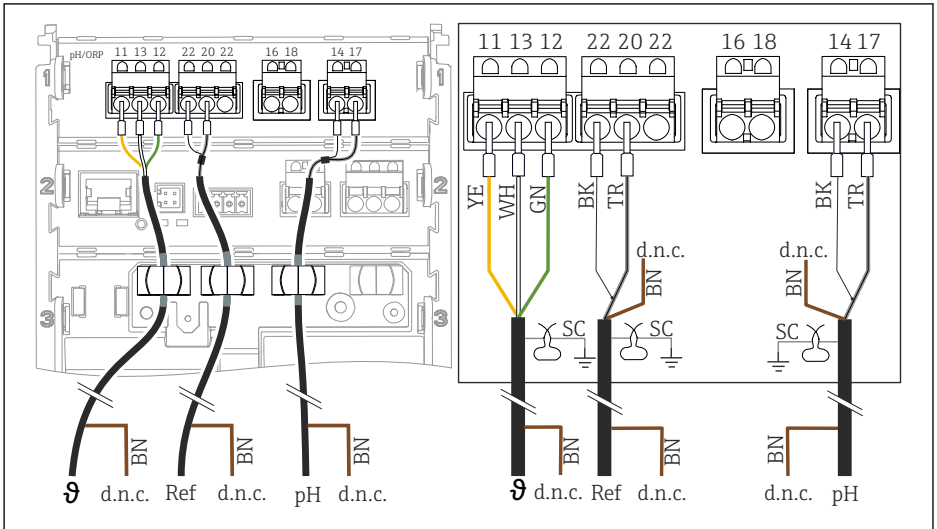 pH/ORP 11 13 12 22 20 22 16 18 14 17
1 1
2 2
3 3
BN BN BN
ϑ d.n.c. Ref d.n.c. pH d.n.c.
11 13 12 22 20 22 16 18 14 17
YE WH GN BK TR BK TR
d.n.c. d.n.c.
BN BN
SC SC SC
BN BN BN
ϑ d.n.c. Ref d.n.c. d.n.c. pH